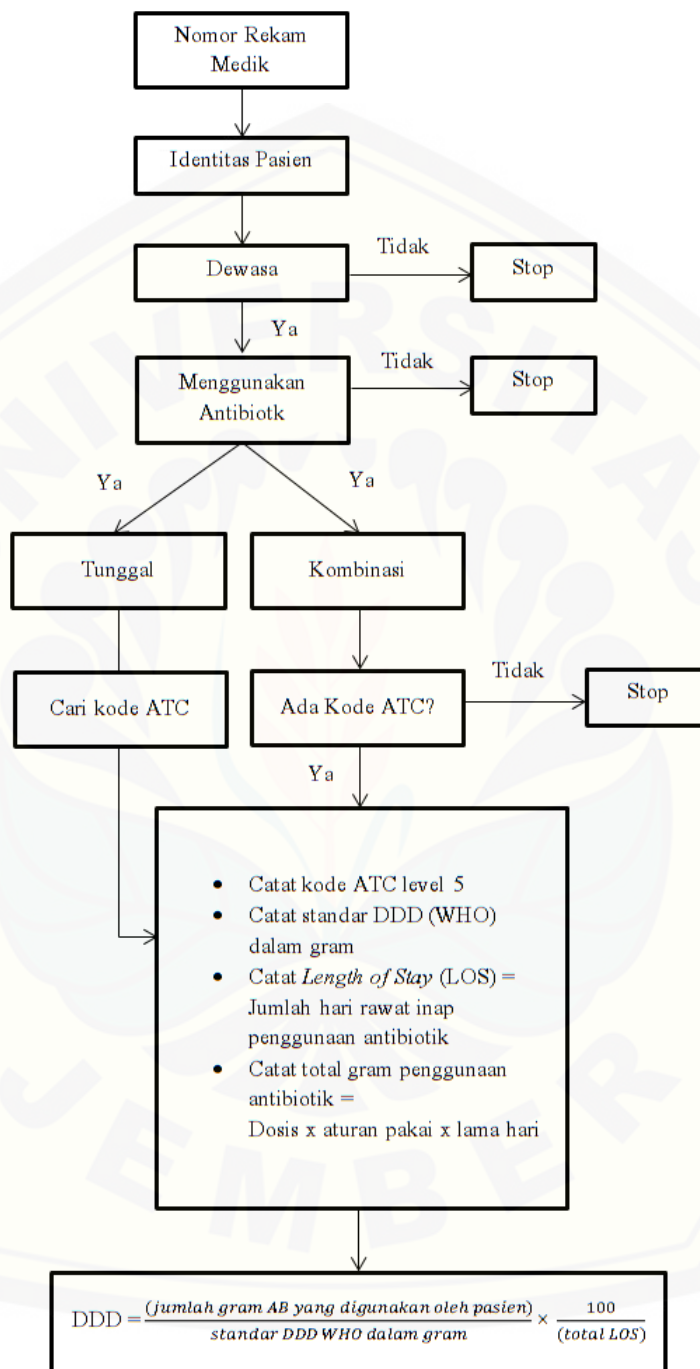 Nomor Rekam
Medik
Identitas Pasien
Dewasa
Tidak
Stop
Ya
Menggunakan
Antibiotk
Tidak
Stop
Ya
Ya
Tunggal
Kombinasi
Cari kode ATC
Ada Kode ATC?
Tidak
Stop
Ya
• Catat kode ATC level 5
• Catat standar DDD (WHO)
dalam gram
• Catat Length of Stay (LOS) =
Jumlah hari rawat inap
penggunaan antibiotik
• Catat total gram penggunaan
antibiotik =
Dosis x aturan pakai x lama hari
DDD = (jumlah gram AB yang digunakan oleh pasien) / standar DDD WHO dalam gram × 100 / (total LOS)
UNIVERSITAS
JEMBER